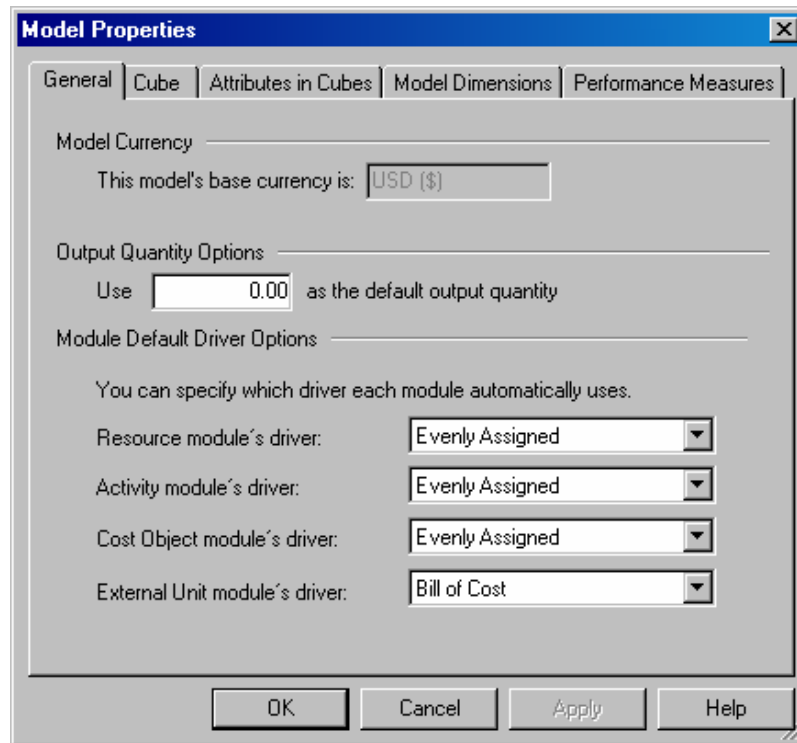 Model Properties
General Cube Attributes in Cubes Model Dimensions Performance Measures
Model Currency
This model's base currency is: USD ($)
Output Quantity Options
Use 0.00 as the default output quantity
Module Default Driver Options
You can specify which driver each module automatically uses.
Resource module´s driver: Evenly Assigned
Activity module´s driver: Evenly Assigned
Cost Object module´s driver: Evenly Assigned
External Unit module´s driver: Bill of Cost
OK Cancel Apply Help